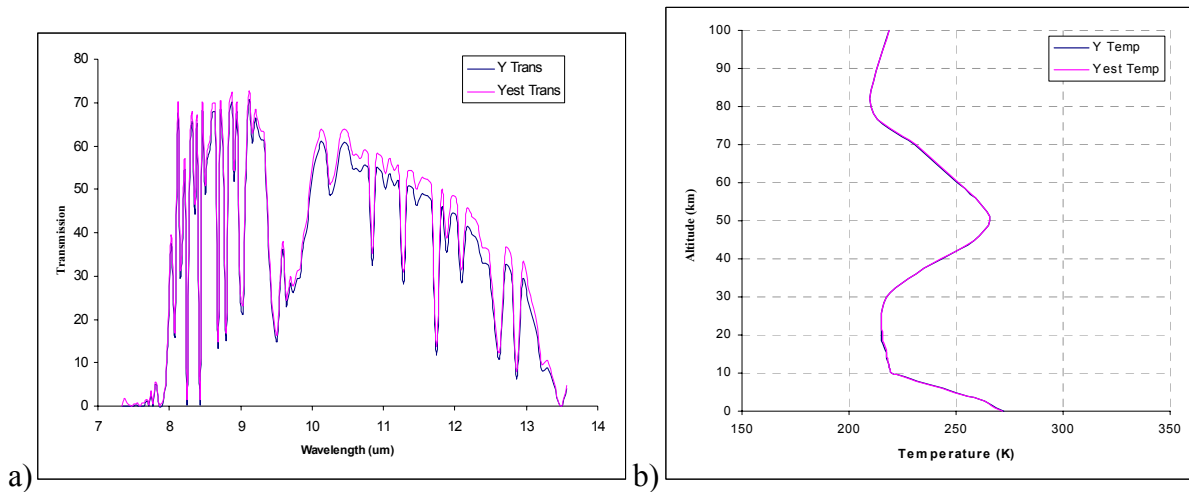 80
70
60
50
40
30
20
10
0
Transmission
7 8 9 10 11 12 13 14
Wavelength (um)
Y Trans
Yest Trans
a)
100
90
80
70
60
50
40
30
20
10
0
Altitude (km)
150 200 250 300 350
Temperature (K)
Y Temp
Yest Temp
b)